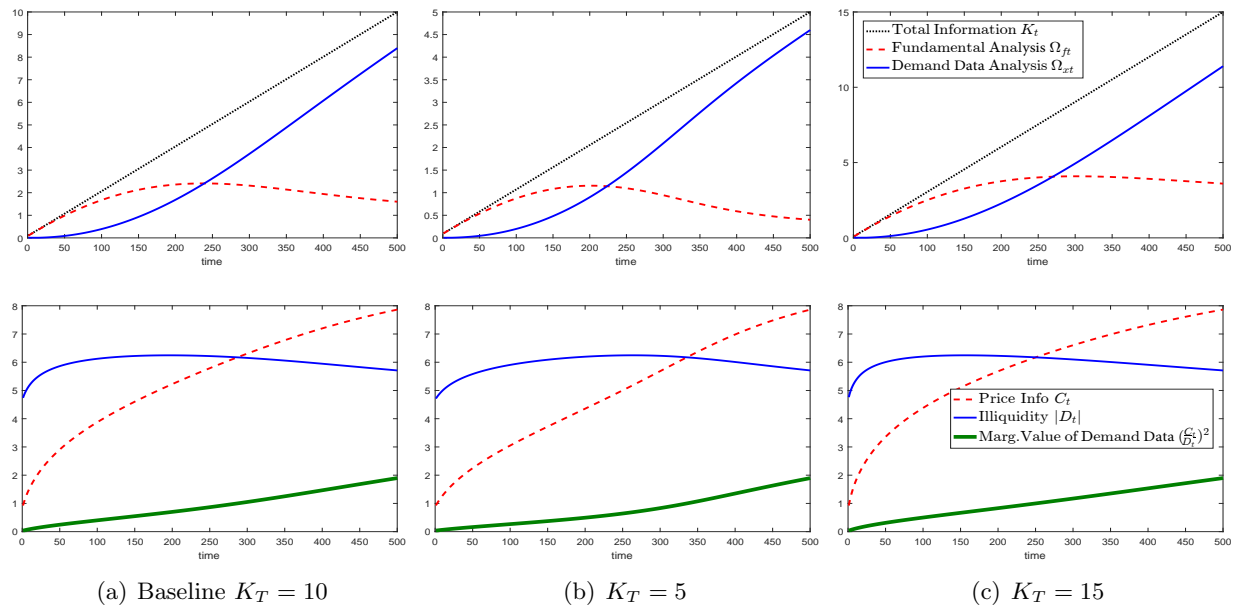 10
9
8
7
6
5
4
3
2
1
0
0 50 100 150 200 250 300 350 400 450 500
time
5
4.5
4
3.5
3
2.5
2
1.5
1
0.5
0
0 50 100 150 200 250 300 350 400 450 500
time
15
10
5
0
0 50 100 150 200 250 300 350 400 450 500
time
Total Information K_t
Fundamental Analysis Ω_{ft}
Demand Data Analysis Ω_{xt}
8
7
6
5
4
3
2
1
0
0 50 100 150 200 250 300 350 400 450 500
time
8
7
6
5
4
3
2
1
0
0 50 100 150 200 250 300 350 400 450 500
time
8
7
6
5
4
3
2
1
0
0 50 100 150 200 250 300 350 400 450 500
time
Price Info C_t
Illiquidity |D_t|
Marg.Value of Demand Data (C_t/D_t)^2
(a) Baseline K_T = 10
(b) K_T = 5
(c) K_T = 15